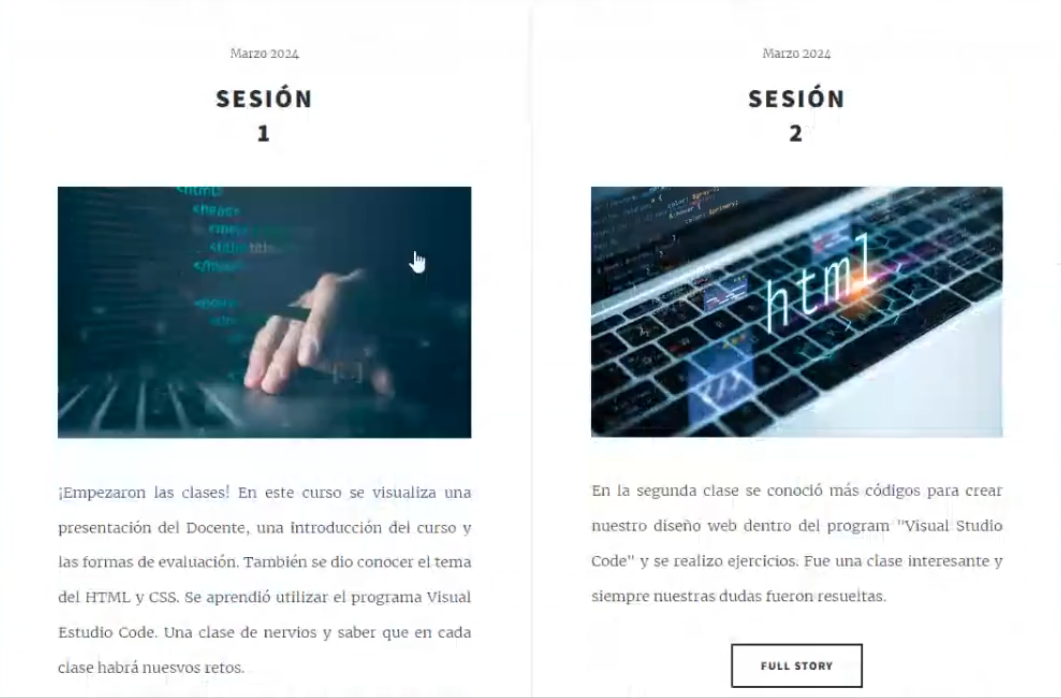 Marzo 2024
SESIÓN
1
<html>
<head>
</head>
[...]
¡Empezaron las clases! En este curso se visualiza una
presentación del Docente, una introducción del curso y
las formas de evaluación. También se dio conocer el tema
del HTML y CSS. Se aprendió utilizar el programa Visual
Estudio Code. Una clase de nervios y saber que en cada
clase habrá nuesvos retos.
Marzo 2024
SESIÓN
2
html
En la segunda clase se conoció más códigos para crear
nuestro diseño web dentro del program "Visual Studio
Code" y se realizo ejercicios. Fue una clase interesante y
siempre nuestras dudas fueron resueltas.
FULL STORY